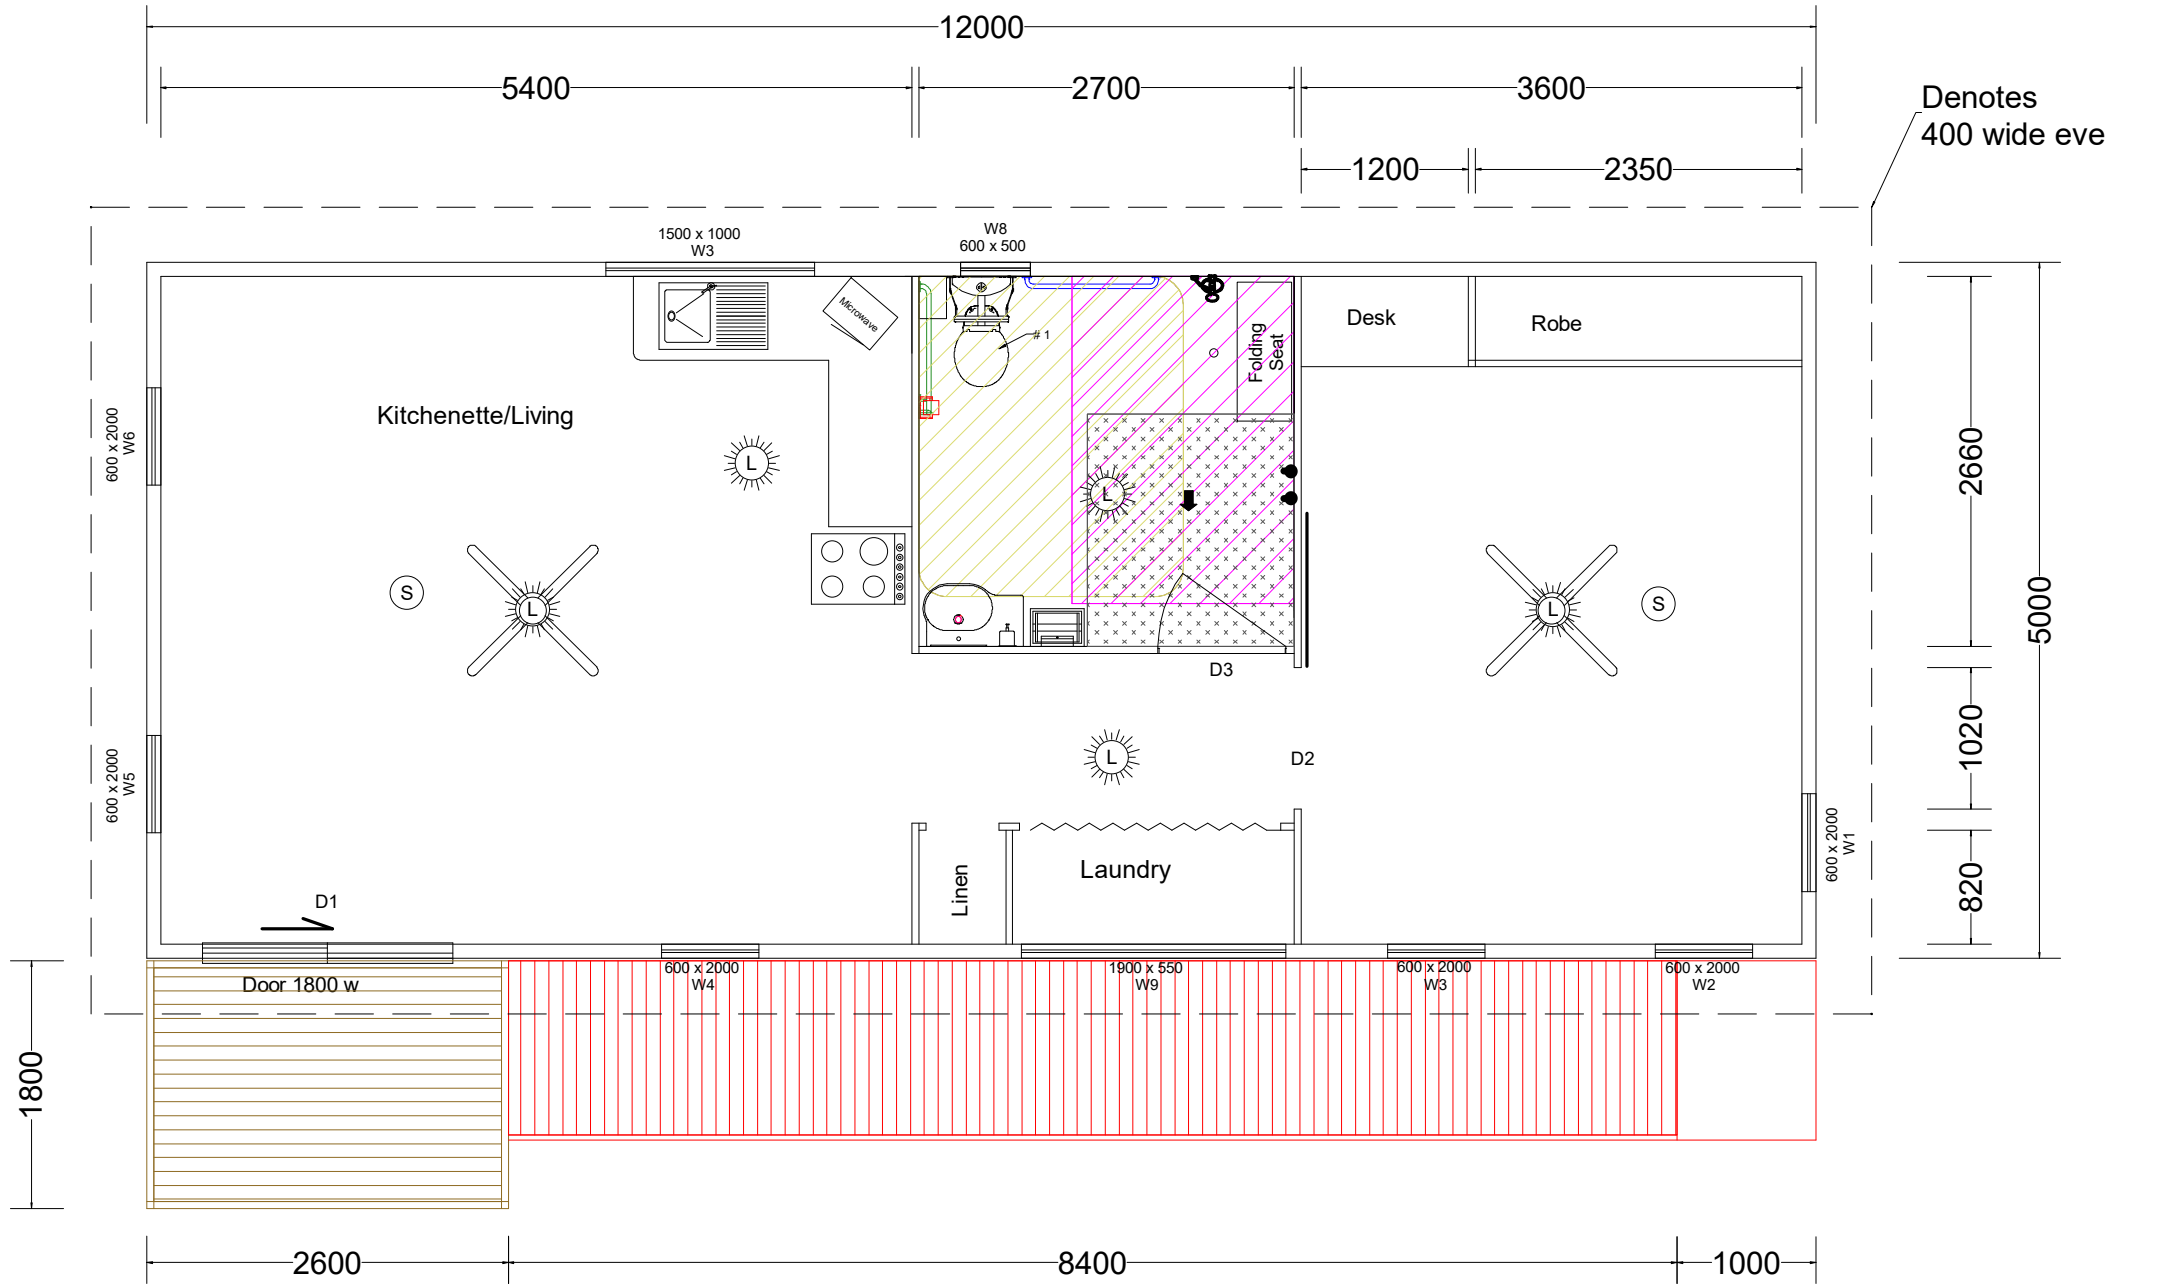 12000
5400
2700
3600
Denotes
400 wide eve
1200
2350
1500 x 1000
W3
W8
600 x 500
Microwave
# 1
Folding
Seat
Desk
Robe
Kitchenette/Living
600 x 2000
W6
L
L
2660
5000
S
L
L
S
D3
1020
L
D2
600 x 2000
W5
600 x 2000
W1
Linen
Laundry
820
D1
Door 1800 w
600 x 2000
W4
1900 x 550
W9
600 x 2000
W3
600 x 2000
W2
1800
2600
8400
1000